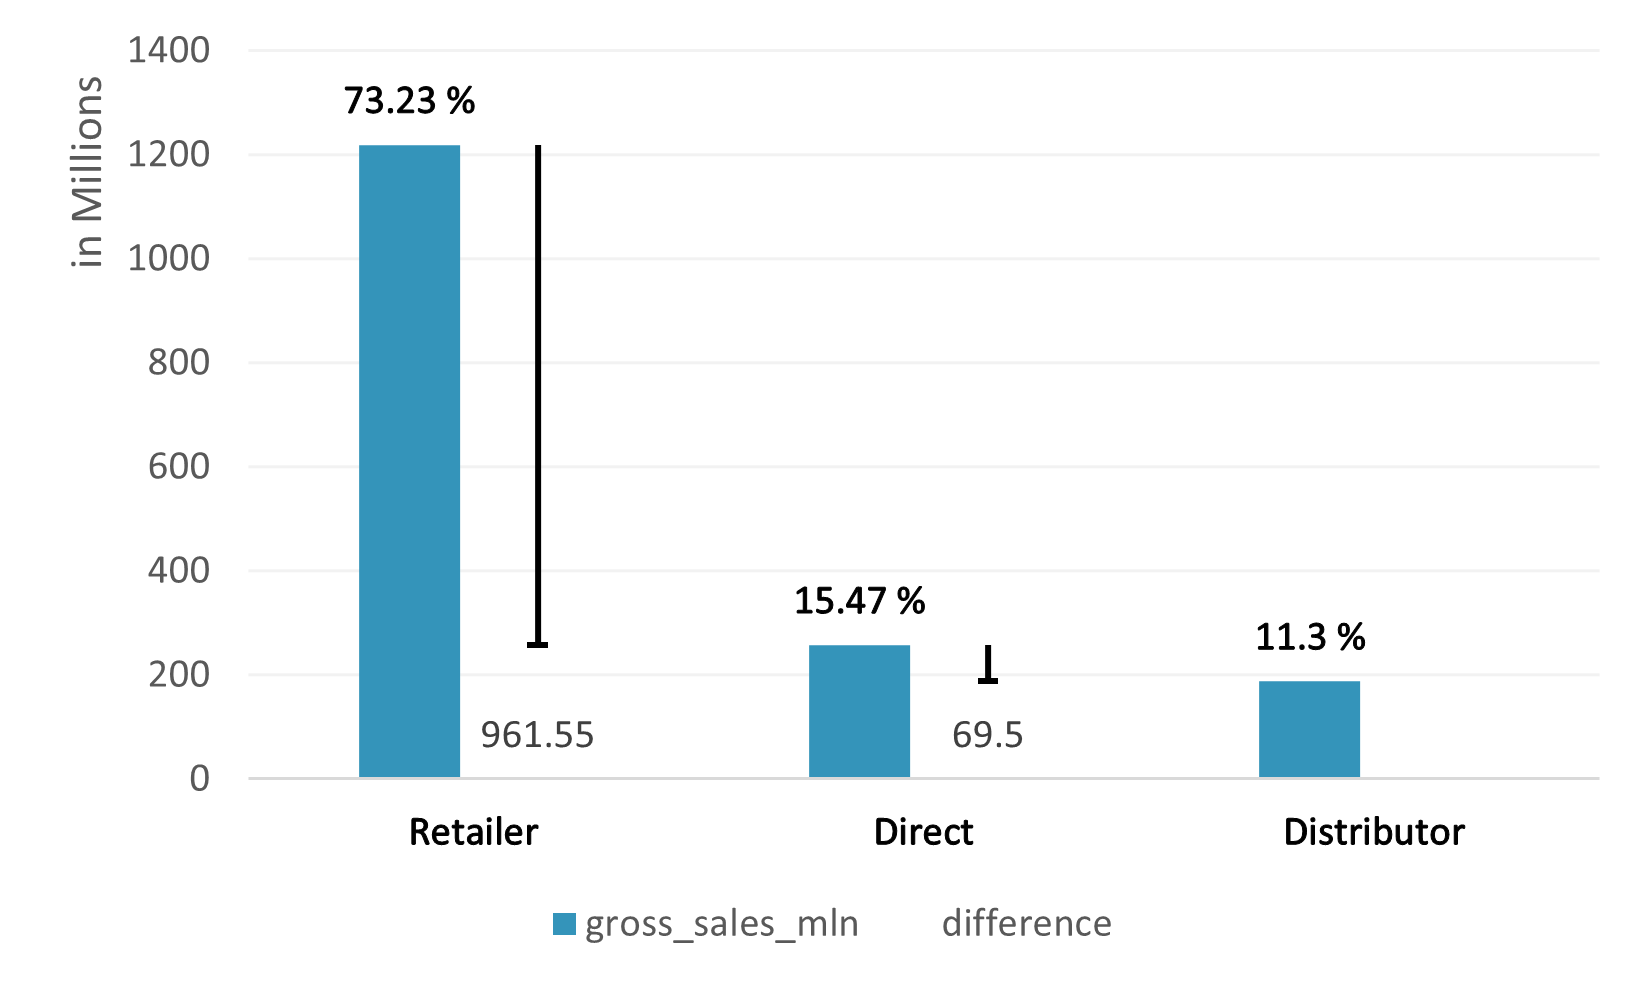 in Millions
1400
1200
1000
800
600
400
200
0
73.23 %
15.47 %
11.3 %
961.55
69.5
Retailer
Direct
Distributor
gross_sales_mln
difference